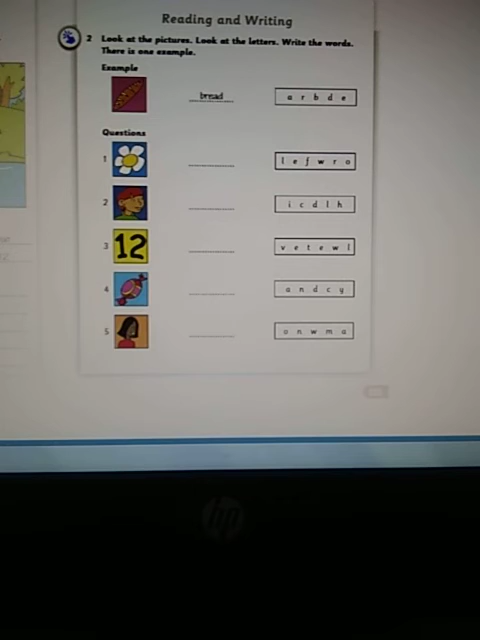 Reading and Writing
2 Look at the pictures. Look at the letters. Write the words.
There is one example.
Example
bread
a r b d e
Questions
1
l e f w r o
2
i c d l h
3
12
v e t e w l
4
a n d c y
5
o n w m a
hp